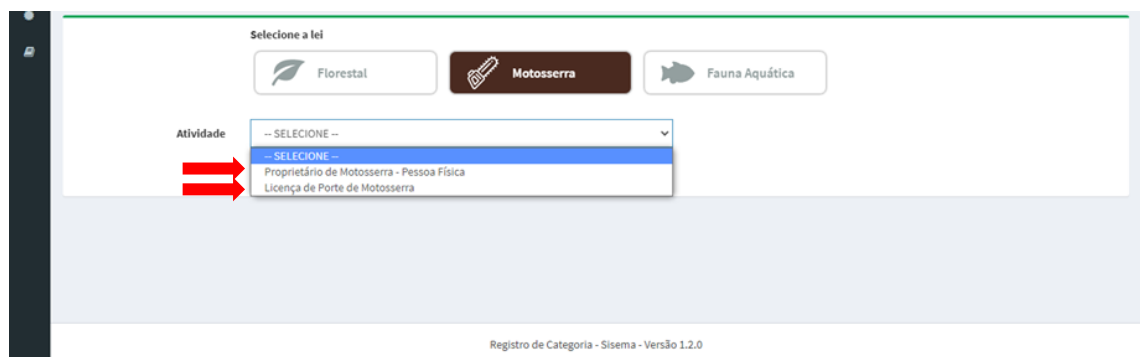 Selecione a lei
Florestal
Motosserra
Fauna Aquática
Atividade
-- SELECIONE --
-- SELECIONE --
Proprietário de Motosserra - Pessoa Física
Licença de Porte de Motosserra
Registro de Categoria - Sisema - Versão 1.2.0